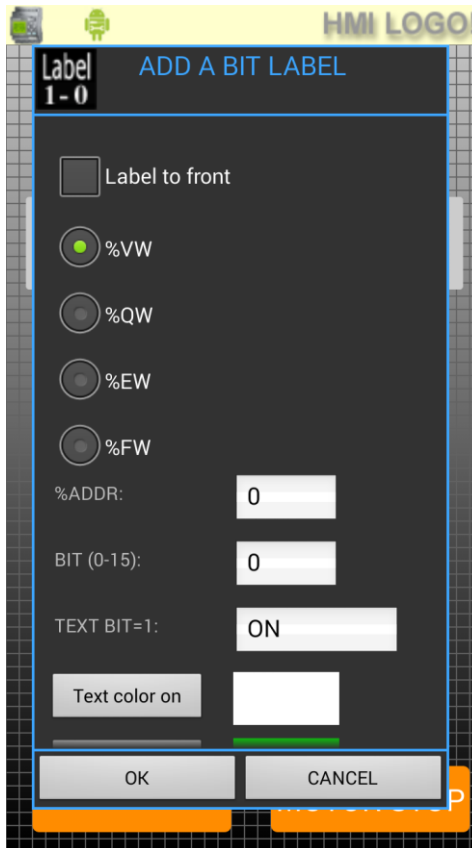 HMI LOGO
Label
1-0
ADD A BIT LABEL
Label to front
%VW
%QW
%EW
%FW
%ADDR:
0
BIT (0-15):
0
TEXT BIT=1:
ON
Text color on
OK
CANCEL